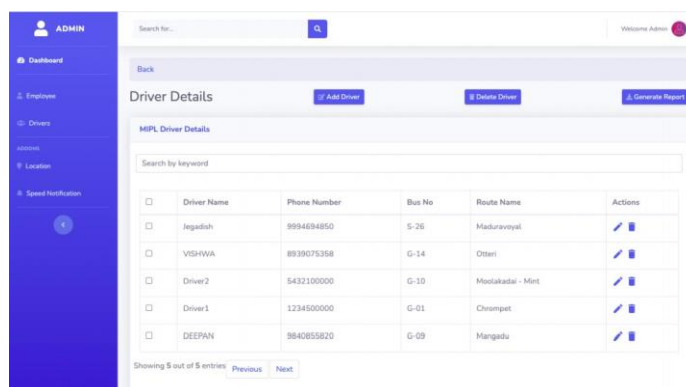 ADMIN
Search for...
Welcome Admin
Dashboard
Back
Employee
Driver Details
Add Driver
Delete Driver
Generate Report
Drivers
MIPL Driver Details
ADDONS
Location
Search by keyword
Speed Notification
Driver Name Phone Number Bus No Route Name Actions
Jegadish 9994694850 S-26 Maduravoyal
VISHWA 8939075358 G-14 Otteri
Driver2 5432100000 G-10 Moolakadai - Mint
Driver1 1234500000 G-01 Chrompet
DEEPAN 9840855820 G-09 Mangadu
Showing 5 out of 5 entries Previous Next